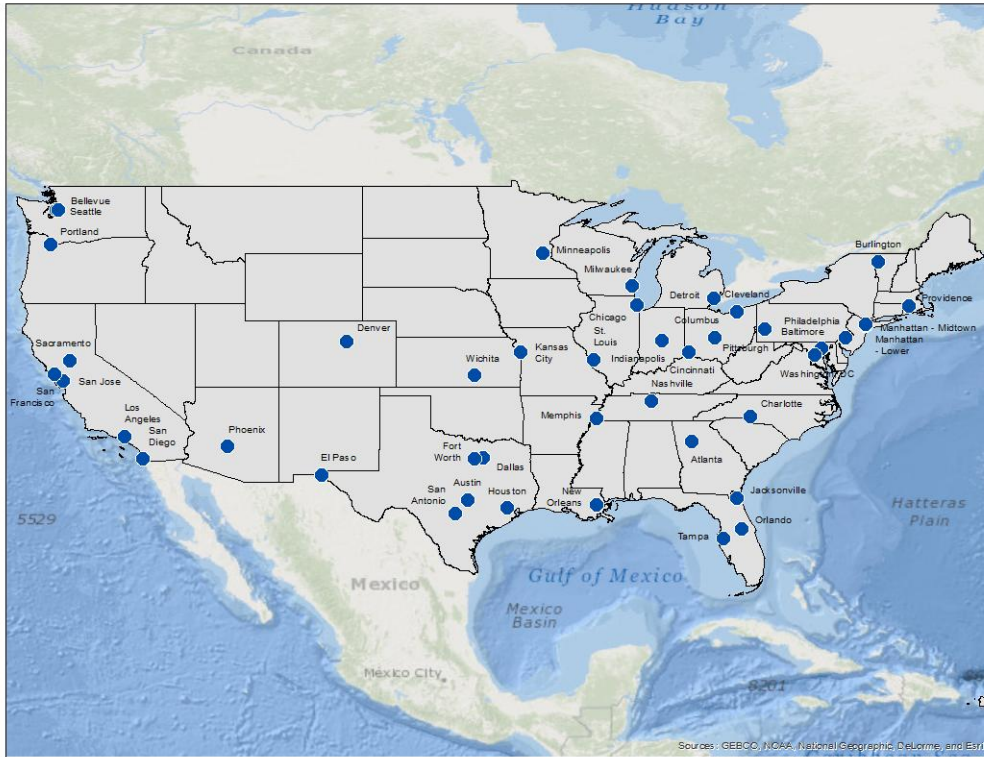 Hudson
Bay
Canada
Bellevue
Seattle
Portland
Minneapolis
Milwaukee
Burlington
Detroit
Cleveland
Providence
Chicago
St.
Louis
Columbus
Philadelphia
Baltimore
Manhattan - Midtown
Manhattan
- Lower
Denver
Sacramento
Wichita
Kansas
City
Indianapolis
Pittburgh
Cincinnati
Washington DC
San Jose
San
Francisco
Nashville
Los
Angeles
San
Diego
Memphis
Charlotte
Phoenix
El Paso
Fort
Worth
Dallas
Atlanta
Austin
San
Antonio
Houston
New
Orleans
Jacksonville
Orlando
Tampa
5529
Hatteras
Plain
Mexico
Gulf of Mexico
Mexico
Basin
México City
8201
Sources: GEBCO, NOAA, National Geographic, DeLorme, and Esri